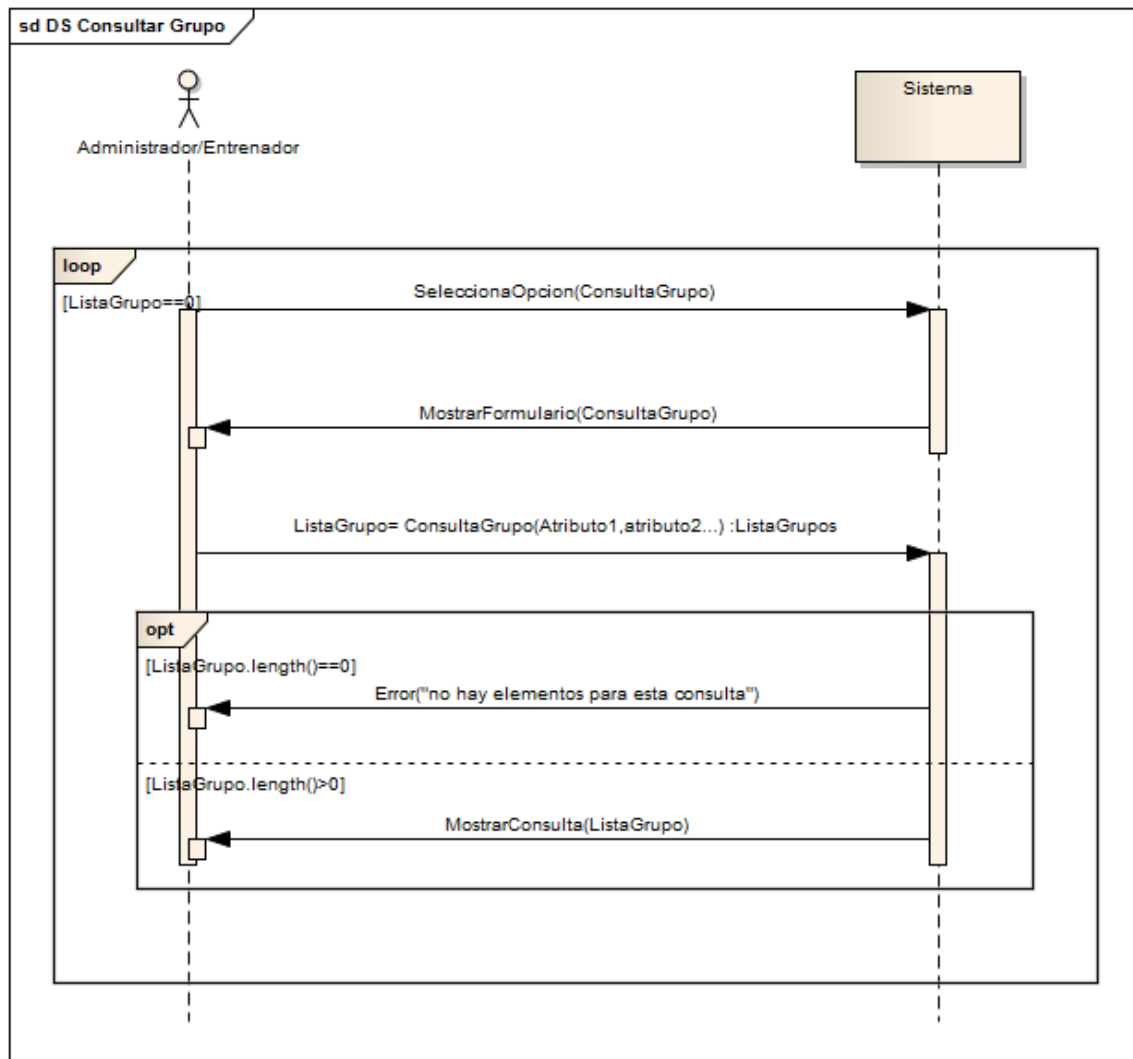 sd DS Consultar Grupo
Administrador/Entrenador
Sistema
loop
[ListaGrupo==0]
SeleccionaOpcion(ConsultaGrupo)
MostrarFormulario(ConsultaGrupo)
ListaGrupo= ConsultaGrupo(Atributo1,atributo2...) :ListaGrupos
opt
[ListaGrupo.length()==0]
Error("no hay elementos para esta consulta")
[ListaGrupo.length()>0]
MostrarConsulta(ListaGrupo)